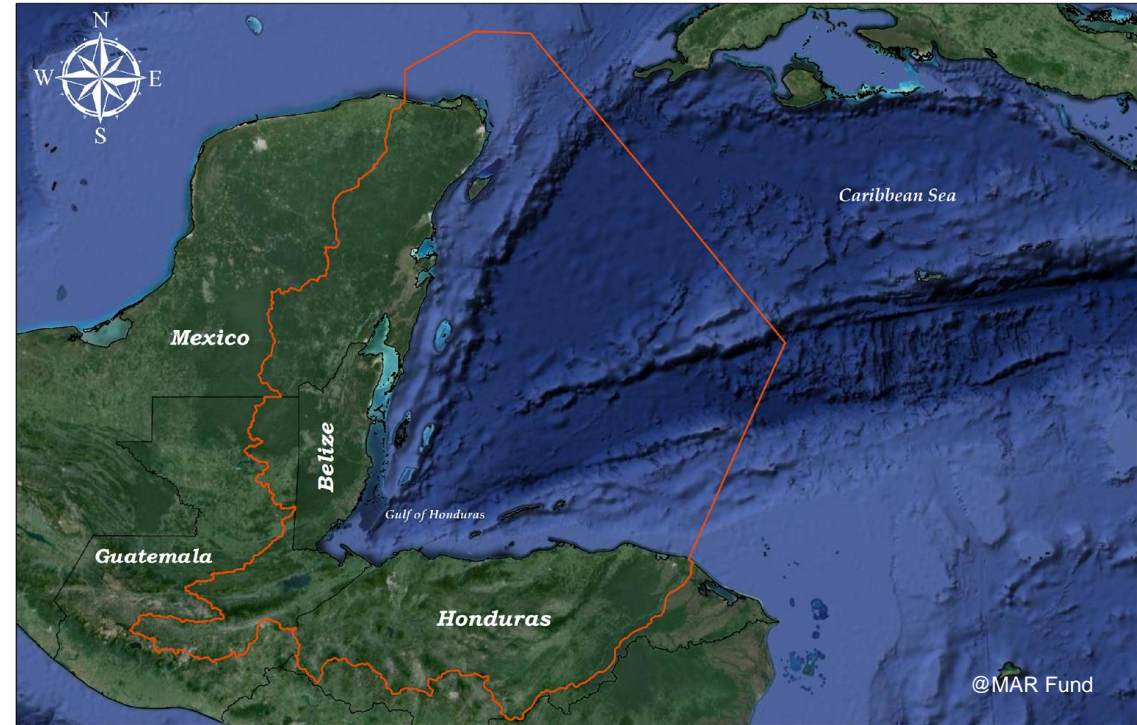 N
W E
S
Caribbean Sea
Mexico
Belize
Gulf of Honduras
Guatemala
Honduras
@MAR Fund